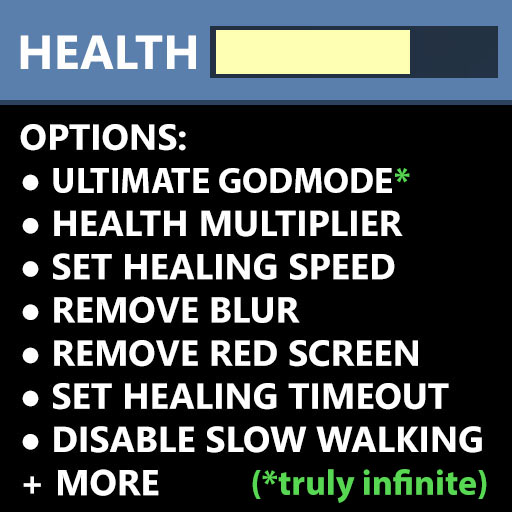 HEALTH
OPTIONS:
• ULTIMATE GODMODE*
• HEALTH MULTIPLIER
• SET HEALING SPEED
• REMOVE BLUR
• REMOVE RED SCREEN
• SET HEALING TIMEOUT
• DISABLE SLOW WALKING
+ MORE (*truly infinite)